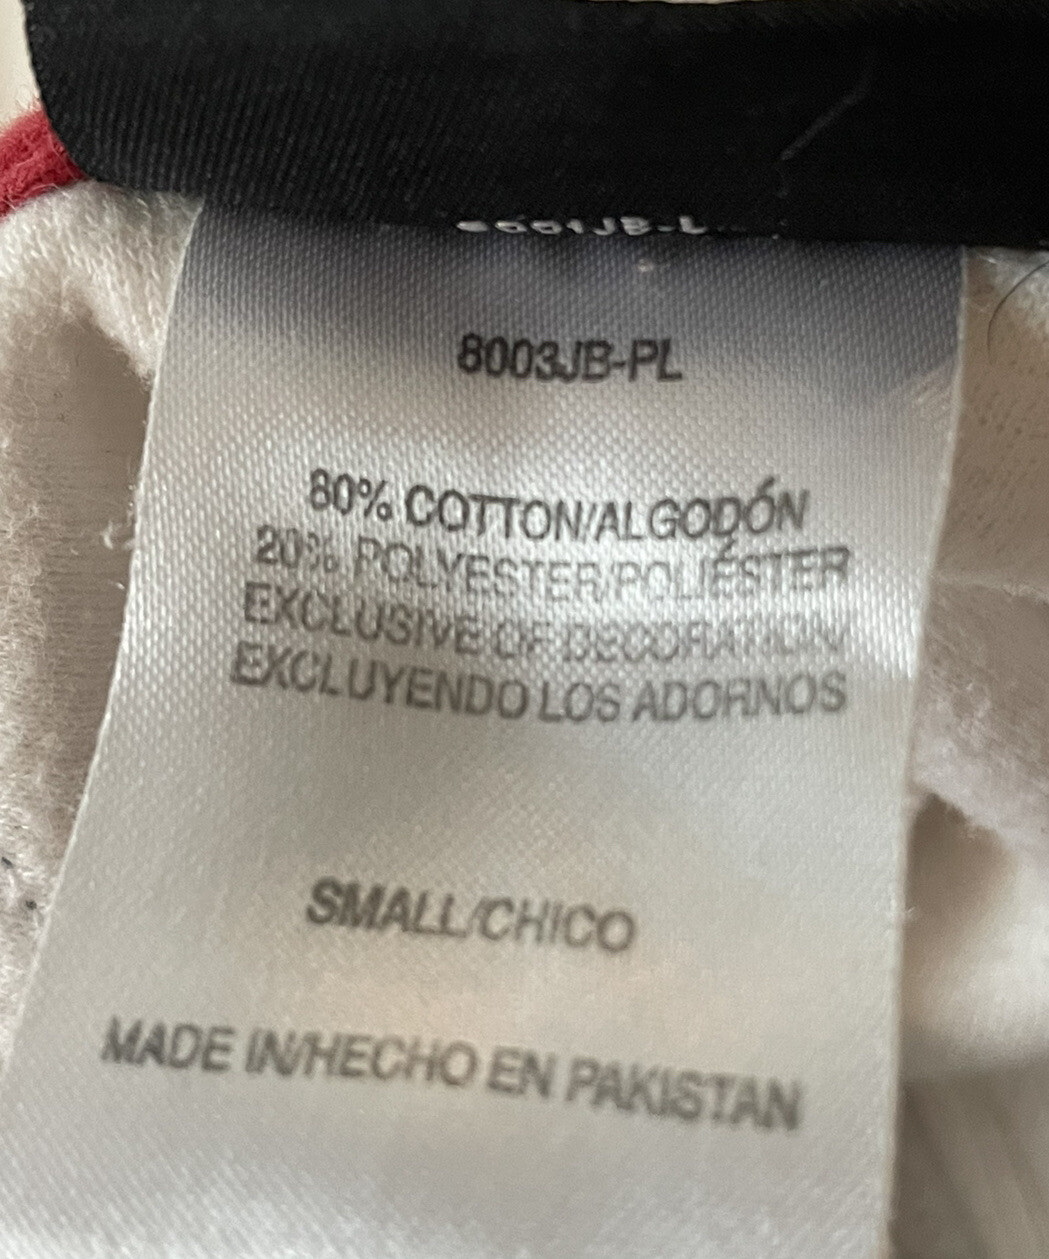 8003JB-PL
80% COTTON/ALGODÓN
20% POLYESTER/POLIÉSTER
EXCLUSIVE OF DECORATION
EXCLUYENDO LOS ADORNOS
SMALL/CHICO
MADE IN/HECHO EN PAKISTAN